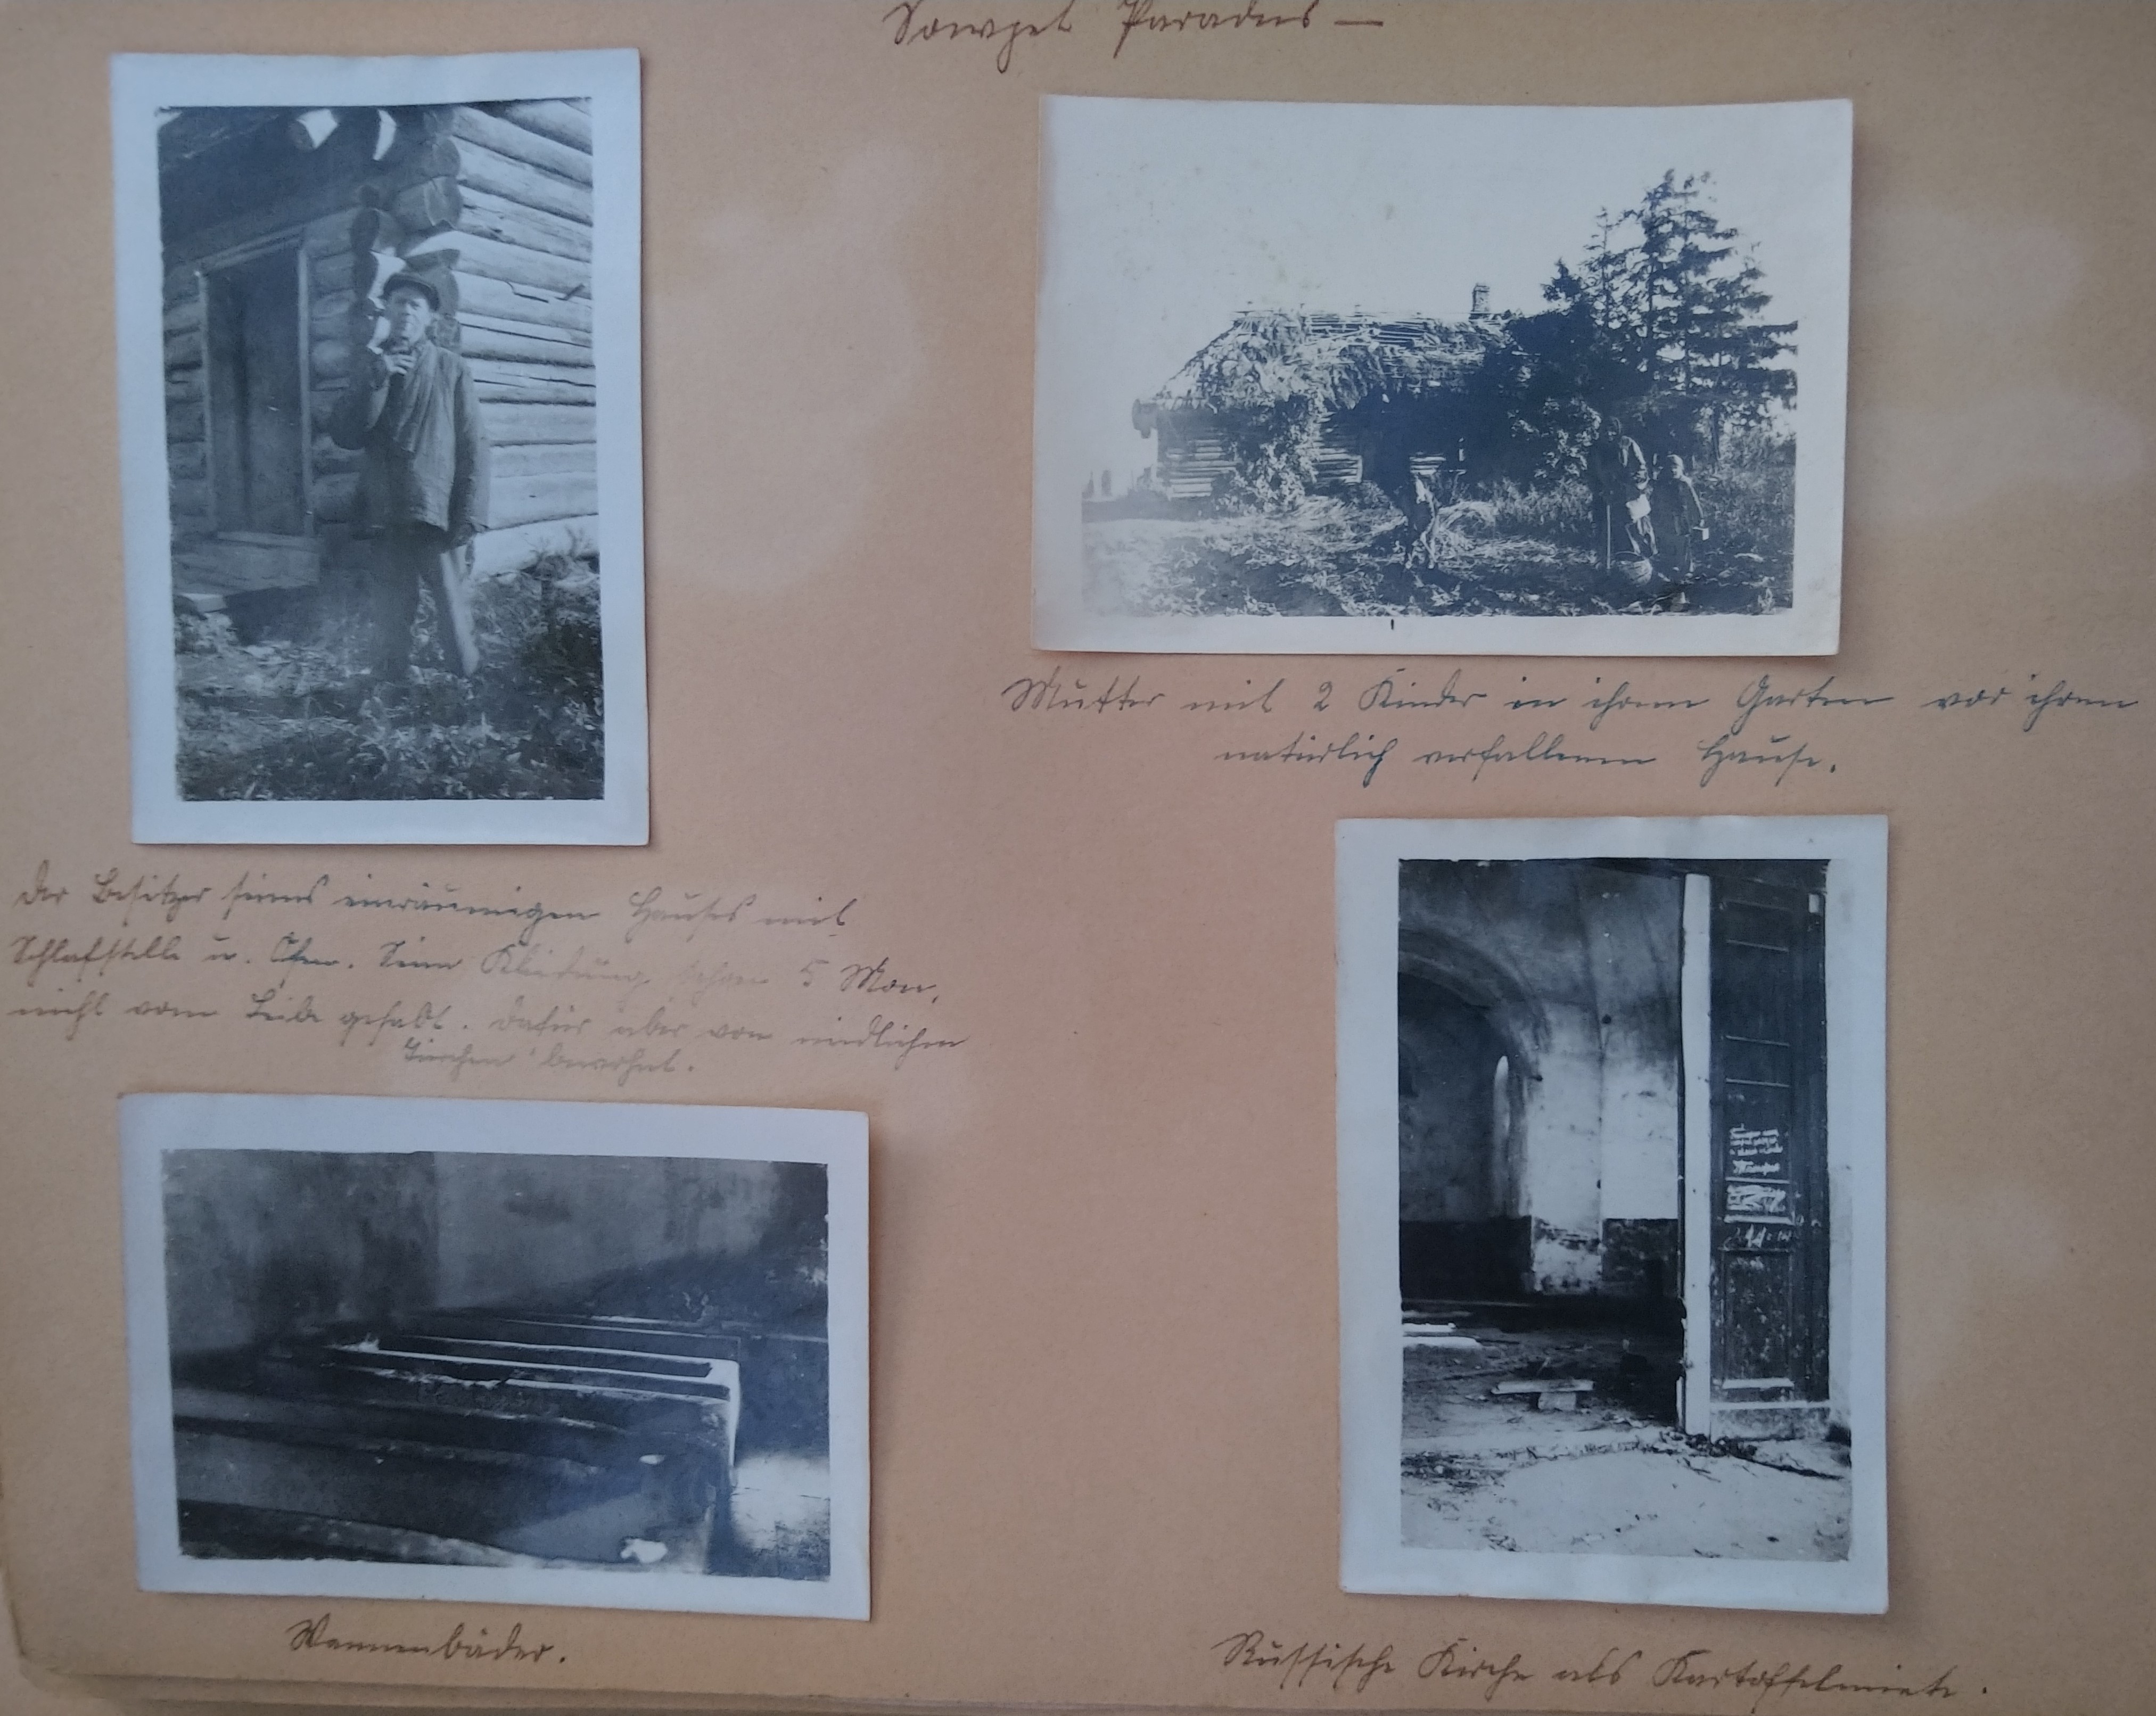 Sowjet Paradies —
Mutter mit 2 Kinder in ihrem Garten vor ihrem
natürlich verfallenem Hause.
Der Besitzer seines einräumigen Hauses mit
Schlafstelle u. Ofen. Seine Kleidung schon 5 Mon.
nicht vom Leibe gehabt. Dafür aber von niedlichen
Tierchen bewohnt.
Wannenbäder.
Russische Kirche als Kartoffelmiete.